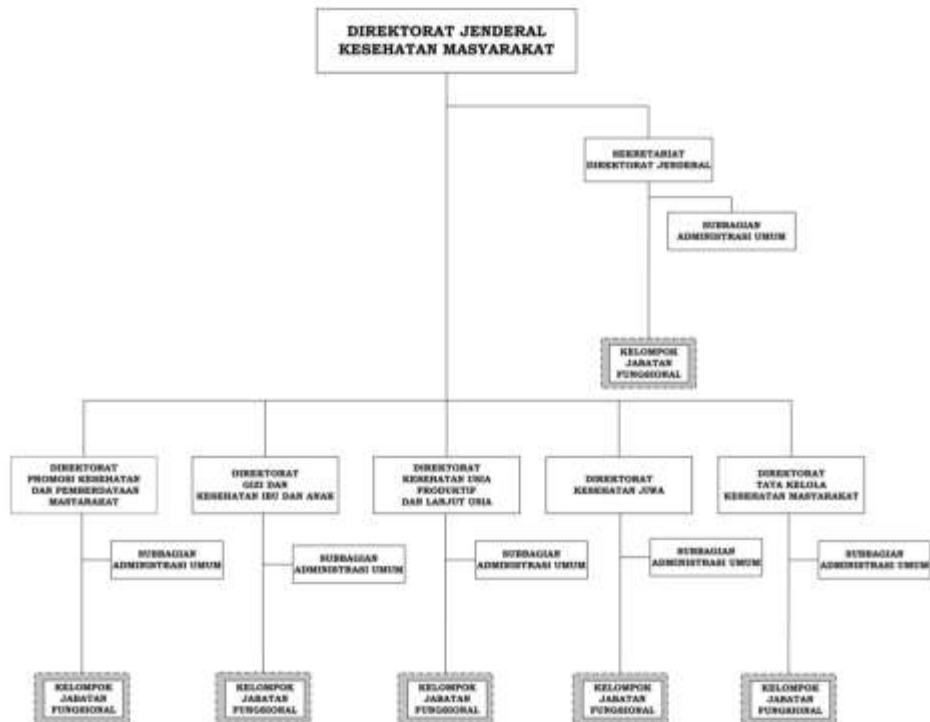 DIREKTORAT JENDERAL
KESEHATAN MASYARAKAT
SEKRETARIAT
DIREKTORAT JENDERAL
SUBBAGIAN
ADMINISTRASI UMUM
KELOMPOK
JABATAN
FUNGSIONAL
DIREKTORAT
PROMOSI KESEHATAN
DAN PEMBERDAYAAN
MASYARAKAT
DIREKTORAT
GIZI DAN
KESEHATAN IBU DAN ANAK
DIREKTORAT
KESEHATAN USIA
PRODUKTIF
DAN LANJUT USIA
DIREKTORAT
KESEHATAN JIWA
DIREKTORAT
TATA KELOLA
KESEHATAN MASYARAKAT
SUBBAGIAN
ADMINISTRASI UMUM
SUBBAGIAN
ADMINISTRASI UMUM
SUBBAGIAN
ADMINISTRASI UMUM
SUBBAGIAN
ADMINISTRASI UMUM
SUBBAGIAN
ADMINISTRASI UMUM
KELOMPOK
JABATAN
FUNGSIONAL
KELOMPOK
JABATAN
FUNGSIONAL
KELOMPOK
JABATAN
FUNGSIONAL
KELOMPOK
JABATAN
FUNGSIONAL
KELOMPOK
JABATAN
FUNGSIONAL